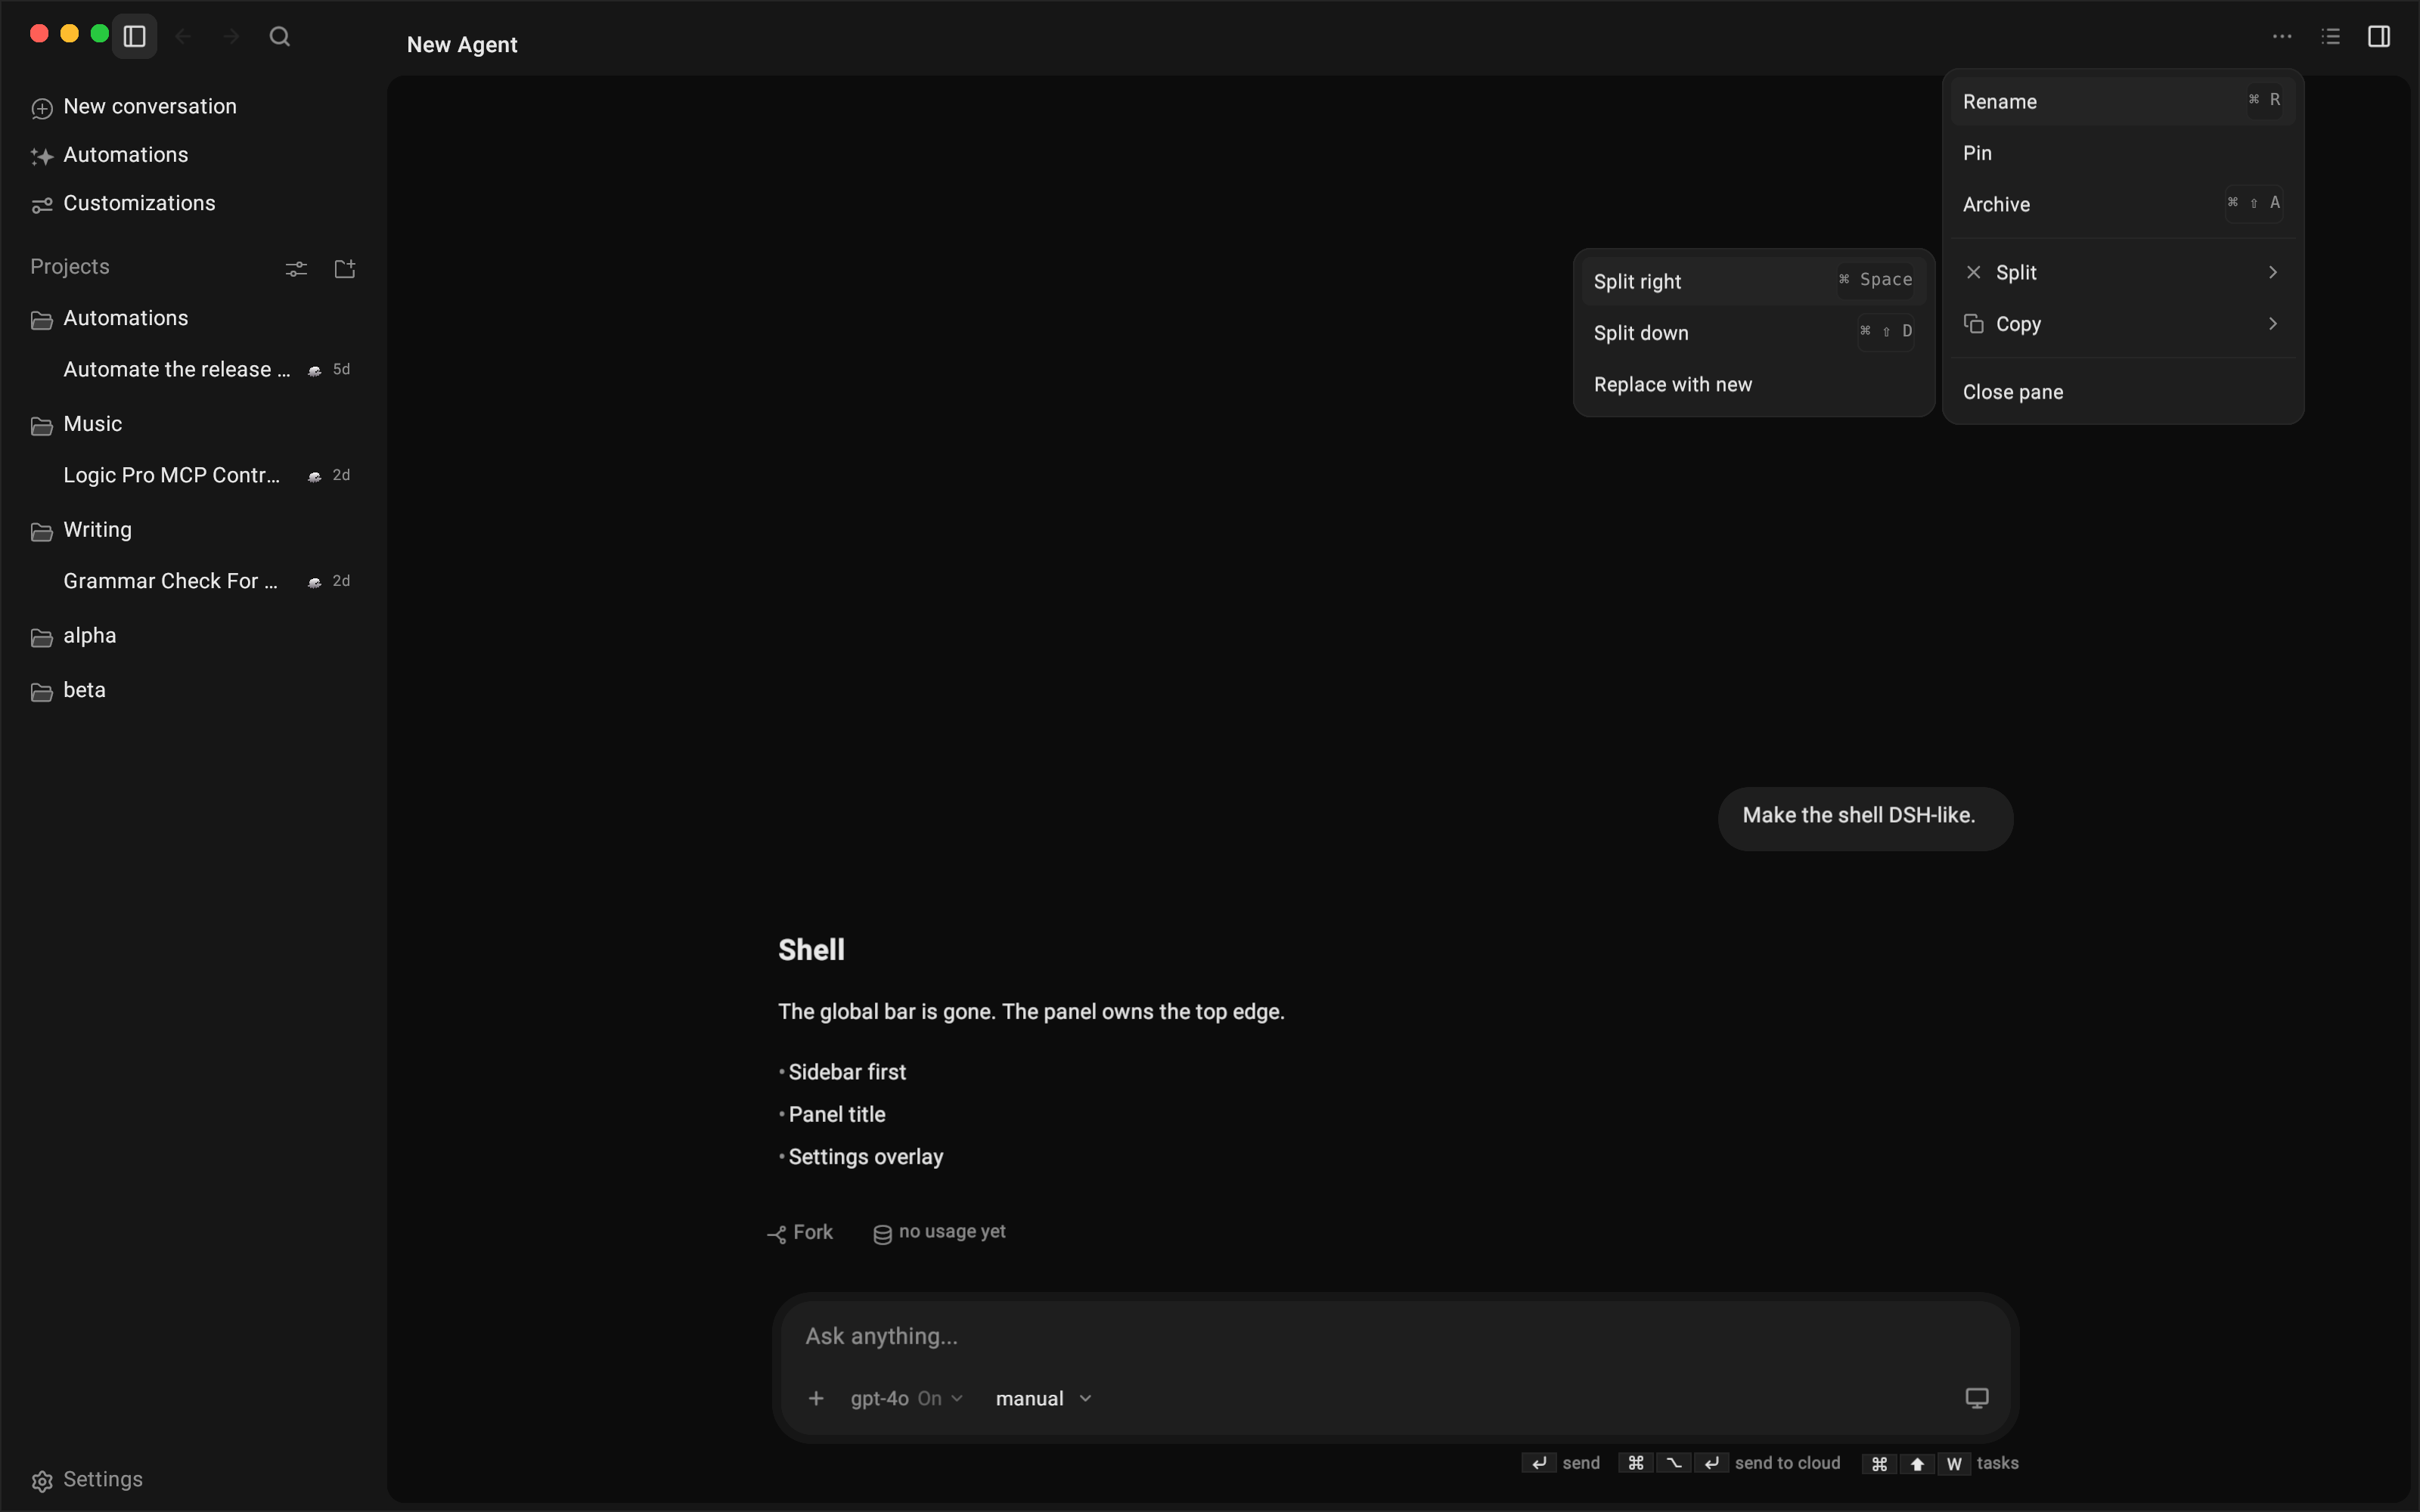 New Agent
New conversation
Automations
Customizations
Projects
Automations
Automate the release ... 5d
Music
Logic Pro MCP Contr... 2d
Writing
Grammar Check For ... 2d
alpha
beta
Settings
Rename ⌘ R
Pin
Archive ⌘ ⇧ A
Split
Copy
Close pane
Split right ⌘ Space
Split down ⌘ ⇧ D
Replace with new
Make the shell DSH-like.
Shell
The global bar is gone. The panel owns the top edge.
• Sidebar first
• Panel title
• Settings overlay
Fork no usage yet
Ask anything...
gpt-4o On manual
↵ send ⌘ ⌥ ↵ send to cloud ⌘ ⬆ W tasks